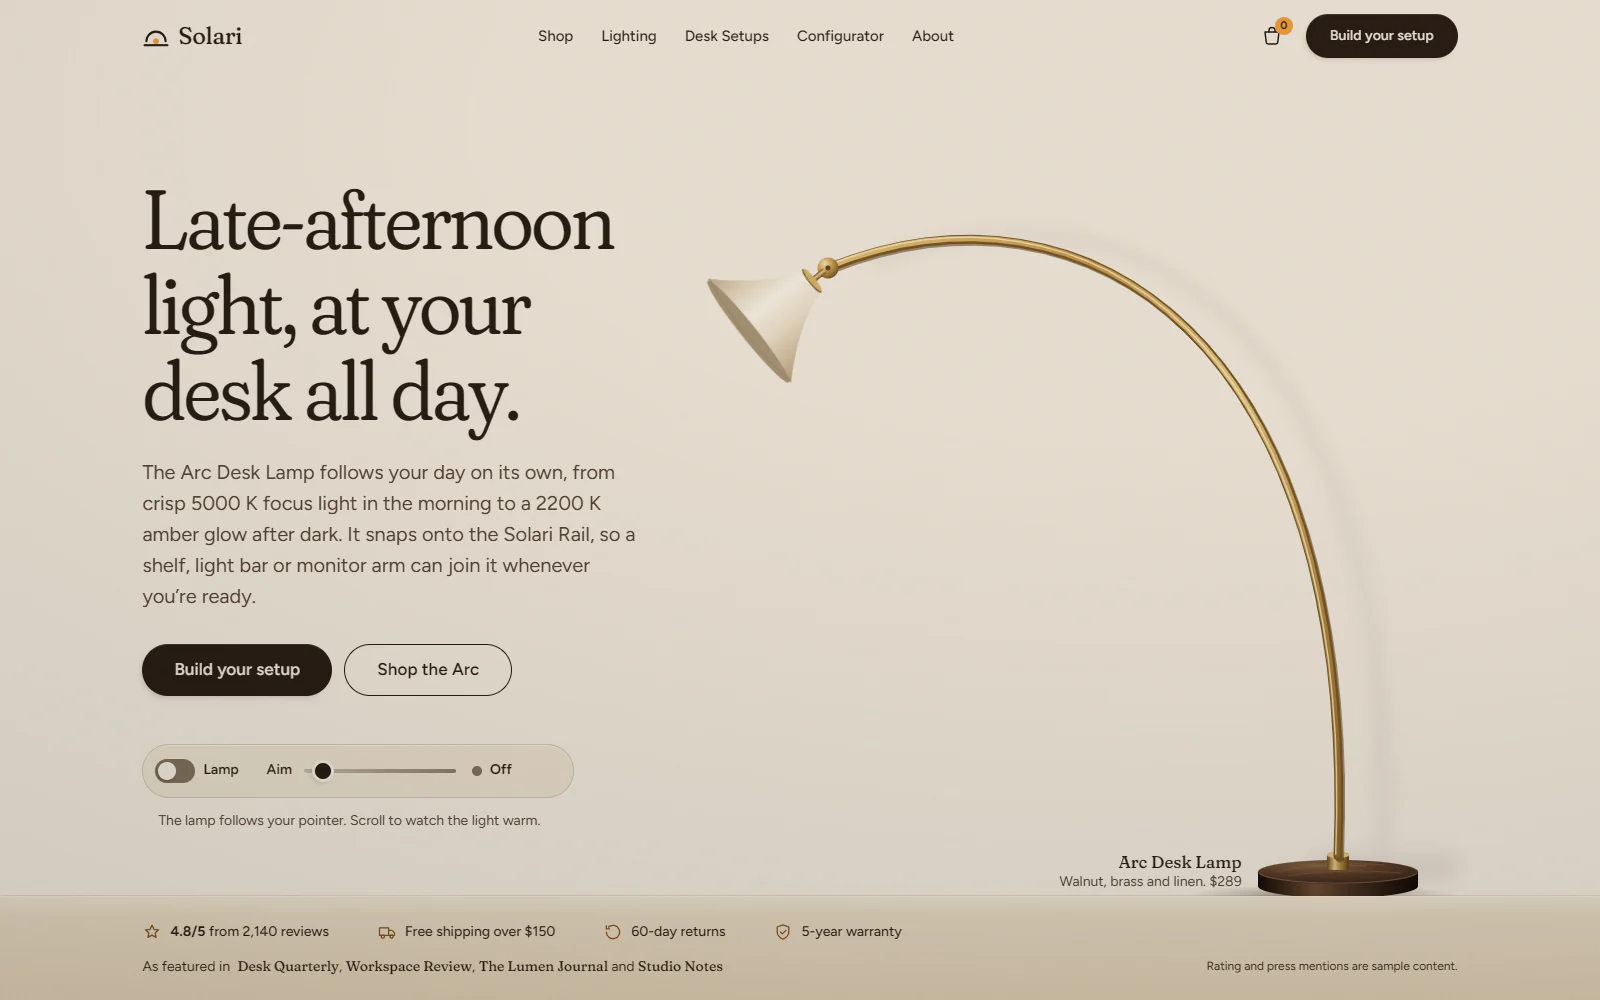 Solari
Shop
Lighting
Desk Setups
Configurator
About
0
Build your setup
Late-afternoon
light, at your
desk all day.
The Arc Desk Lamp follows your day on its own, from
crisp 5000 K focus light in the morning to a 2200 K
amber glow after dark. It snaps onto the Solari Rail, so a
shelf, light bar or monitor arm can join it whenever
you’re ready.
Build your setup
Shop the Arc
Lamp
Aim
Off
The lamp follows your pointer. Scroll to watch the light warm.
Arc Desk Lamp
Walnut, brass and linen. $289
4.8/5 from 2,140 reviews
Free shipping over $150
60-day returns
5-year warranty
As featured in Desk Quarterly, Workspace Review, The Lumen Journal and Studio Notes
Rating and press mentions are sample content.